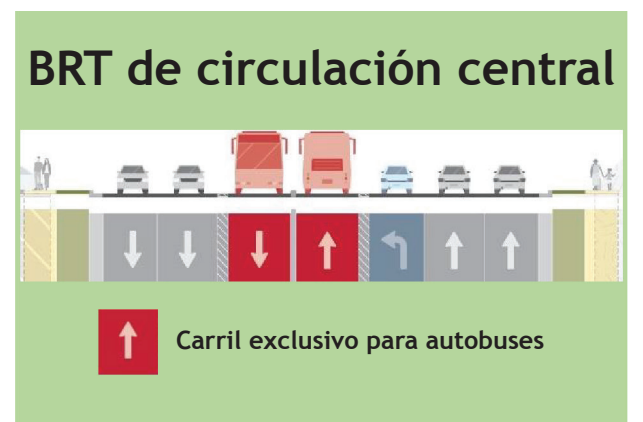 BRT de circulación central
Carril exclusivo para autobuses